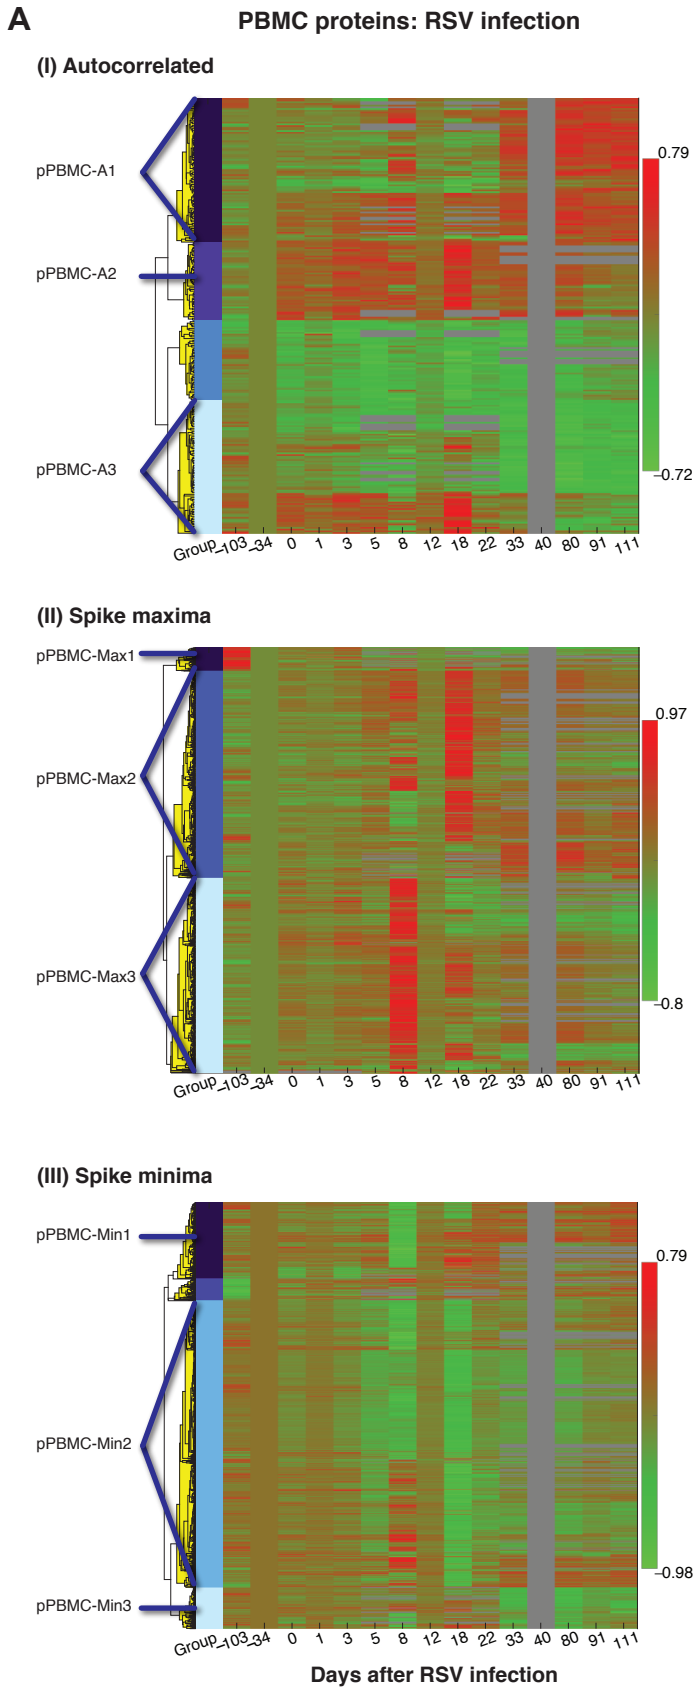 A
PBMC proteins: RSV infection
(I) Autocorrelated
pPBMC-A1
pPBMC-A2
pPBMC-A3
0.79
–0.72
Group –103 –34 0 1 3 5 8 12 18 22 33 40 80 91 111
(II) Spike maxima
pPBMC-Max1
pPBMC-Max2
pPBMC-Max3
0.97
–0.8
Group –103 –34 0 1 3 5 8 12 18 22 33 40 80 91 111
(III) Spike minima
pPBMC-Min1
pPBMC-Min2
pPBMC-Min3
0.79
–0.98
Group –103 –34 0 1 3 5 8 12 18 22 33 40 80 91 111
Days after RSV infection